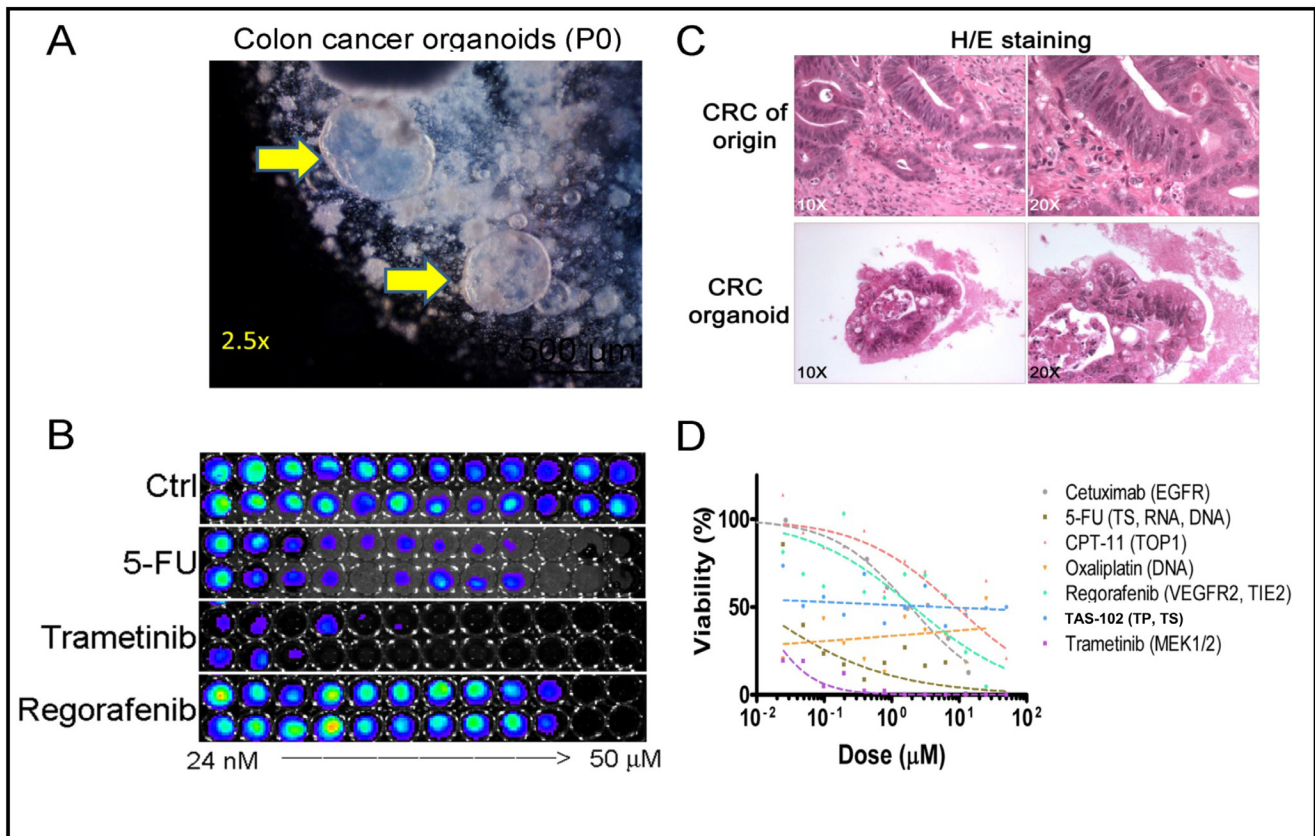 A
Colon cancer organoids (P0)
2.5x
500 µm
B
Ctrl
5-FU
Trametinib
Regorafenib
24 nM
50 µM
C
H/E staining
CRC of
origin
10X
20X
CRC
organoid
10X
20X
D
Viability (%)
100
50
0
10-2
10-1
100
101
102
Dose (µM)
Cetuximab (EGFR)
5-FU (TS, RNA, DNA)
CPT-11 (TOP1)
Oxaliplatin (DNA)
Regorafenib (VEGFR2, TIE2)
TAS-102 (TP, TS)
Trametinib (MEK1/2)